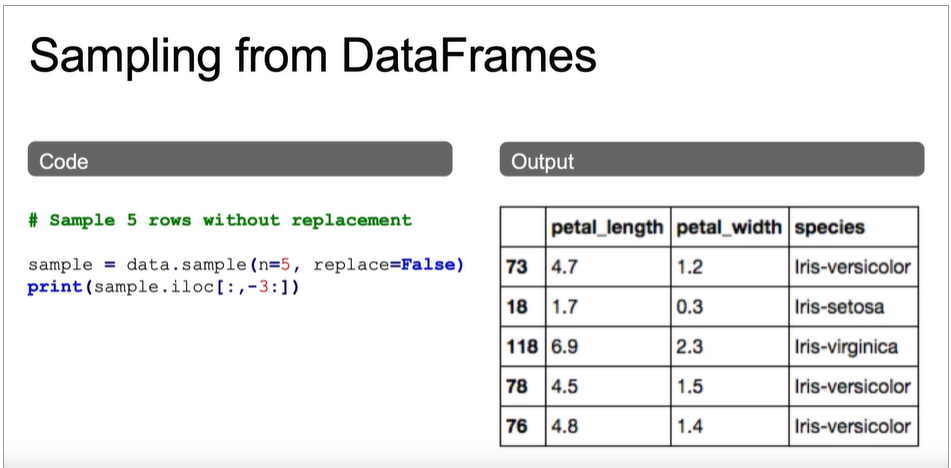 Sampling from DataFrames
Code
# Sample 5 rows without replacement
sample = data.sample(n=5, replace=False)
print(sample.iloc[:,-3:])
Output
petal_length petal_width species
73 4.7 1.2 Iris-versicolor
18 1.7 0.3 Iris-setosa
118 6.9 2.3 Iris-virginica
78 4.5 1.5 Iris-versicolor
76 4.8 1.4 Iris-versicolor